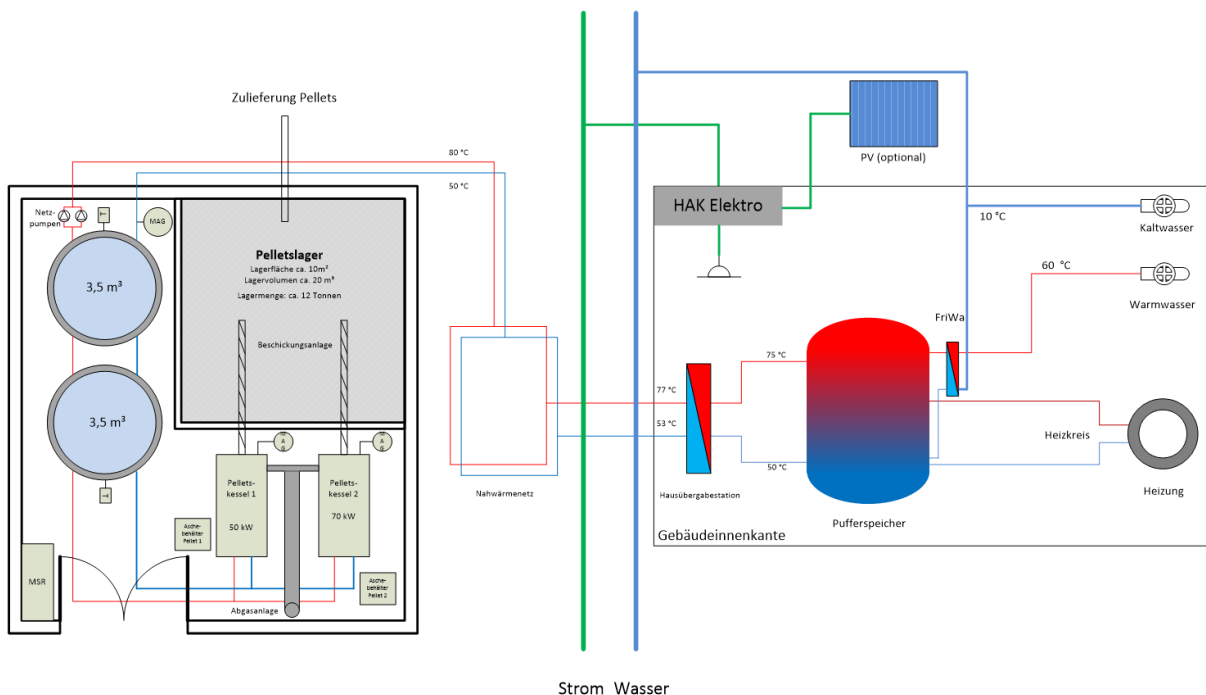 Zulieferung Pellets
80 °C
50 °C
Netz-
pumpen
T
MAG
3,5 m³
3,5 m³
T
Pelletslager
Lagerfläche ca. 10m²
Lagervolumen ca. 20 m³
Lagermenge: ca. 12 Tonnen
Beschickungsanlage
A
G
A
G
Pellets-
kessel 1
50 kW
Pellets-
kessel 2
70 kW
Asche-
behälter
Pellet 1
Asche-
behälter
Pellet 2
MSR
Abgasanlage
Nahwärmenetz
Strom Wasser
PV (optional)
HAK Elektro
10 °C
Kaltwasser
60 °C
Warmwasser
FriWa
75 °C
77 °C
53 °C
50 °C
Hausübergabestation
Pufferspeicher
Heizkreis
Heizung
Gebäudeinnenkante